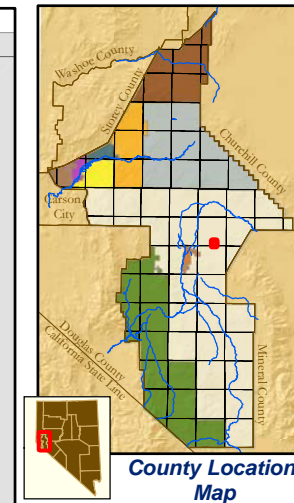 Washoe County
Storey County
Churchill County
Carson
City
Douglas County
California State Line
Mineral County
County Location
Map